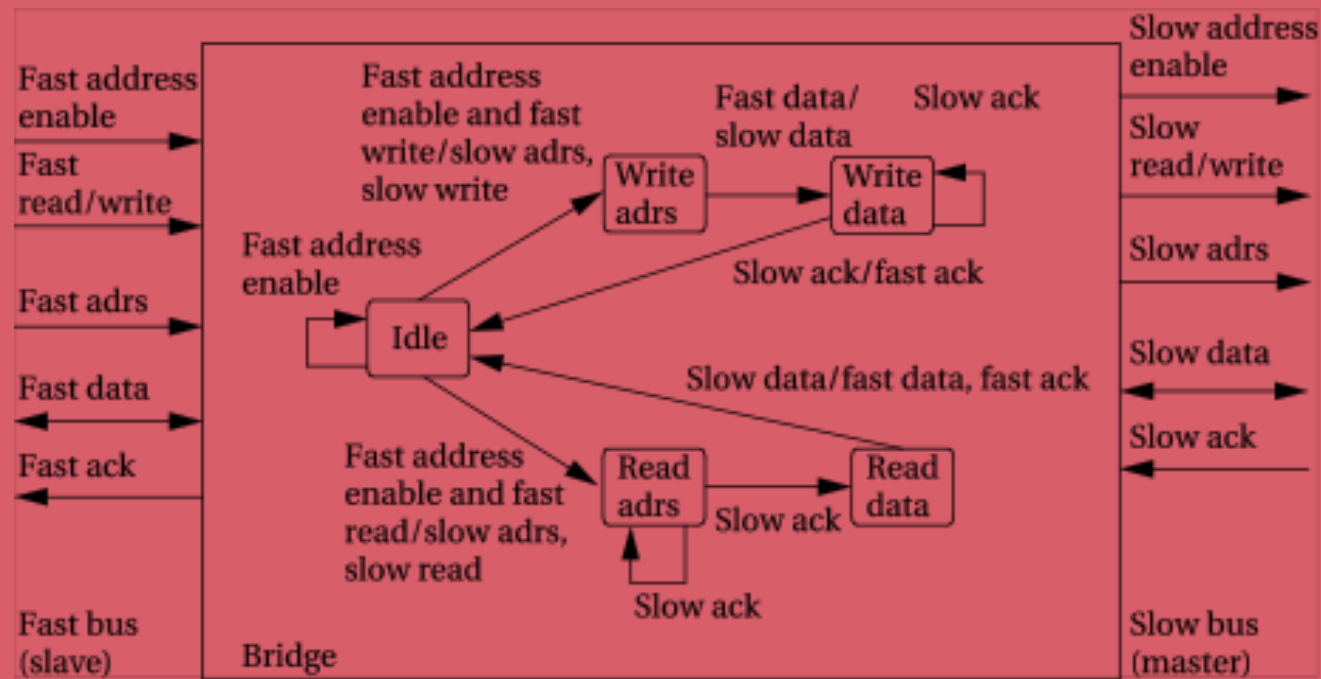 Fast address
enable
Fast
read/write
Fast adrs
Fast data
Fast ack
Fast bus
(slave)
Fast address
enable and fast
write/slow adrs,
slow write
Fast data/
slow data
Slow ack
Write
adrs
Write
data
Fast address
enable
Slow ack/fast ack
Idle
Slow data/fast data, fast ack
Fast address
enable and fast
read/slow adrs,
slow read
Read
adrs
Slow ack
Read
data
Slow ack
Bridge
Slow address
enable
Slow
read/write
Slow adrs
Slow data
Slow ack
Slow bus
(master)